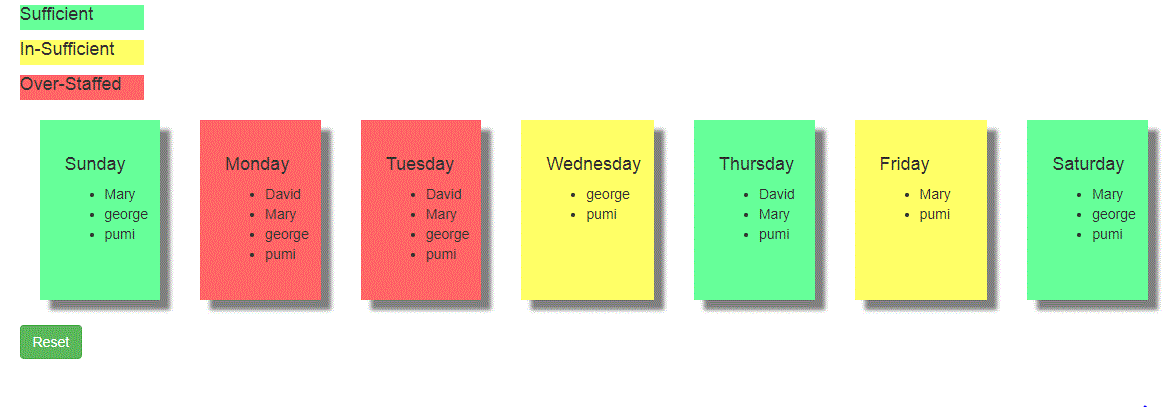 Sufficient
In-Sufficient
Over-Staffed
Sunday
Mary
george
pumi
Monday
David
Mary
george
pumi
Tuesday
David
Mary
george
pumi
Wednesday
george
pumi
Thursday
David
Mary
pumi
Friday
Mary
pumi
Saturday
Mary
george
pumi
Reset